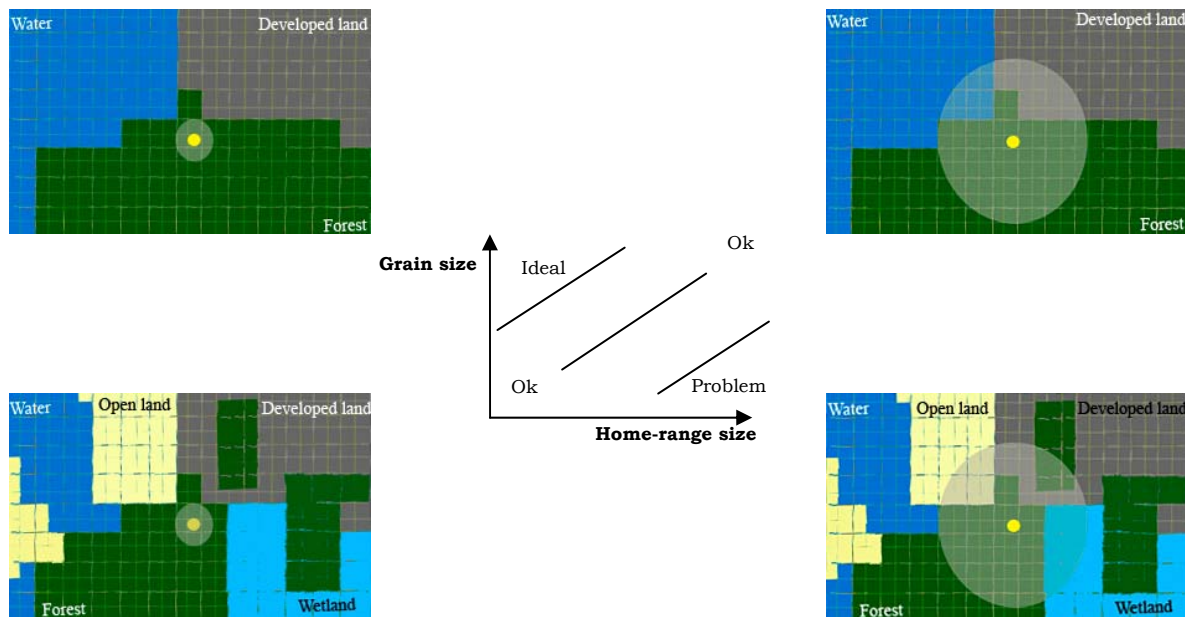 Water
Developed land
Forest
Developed land
Water
Forest
Grain size
Ideal
Ok
Ok
Problem
Home-range size
Water
Open land
Developed land
Forest
Wetland
Water
Open land
Developed land
Forest
Wetland